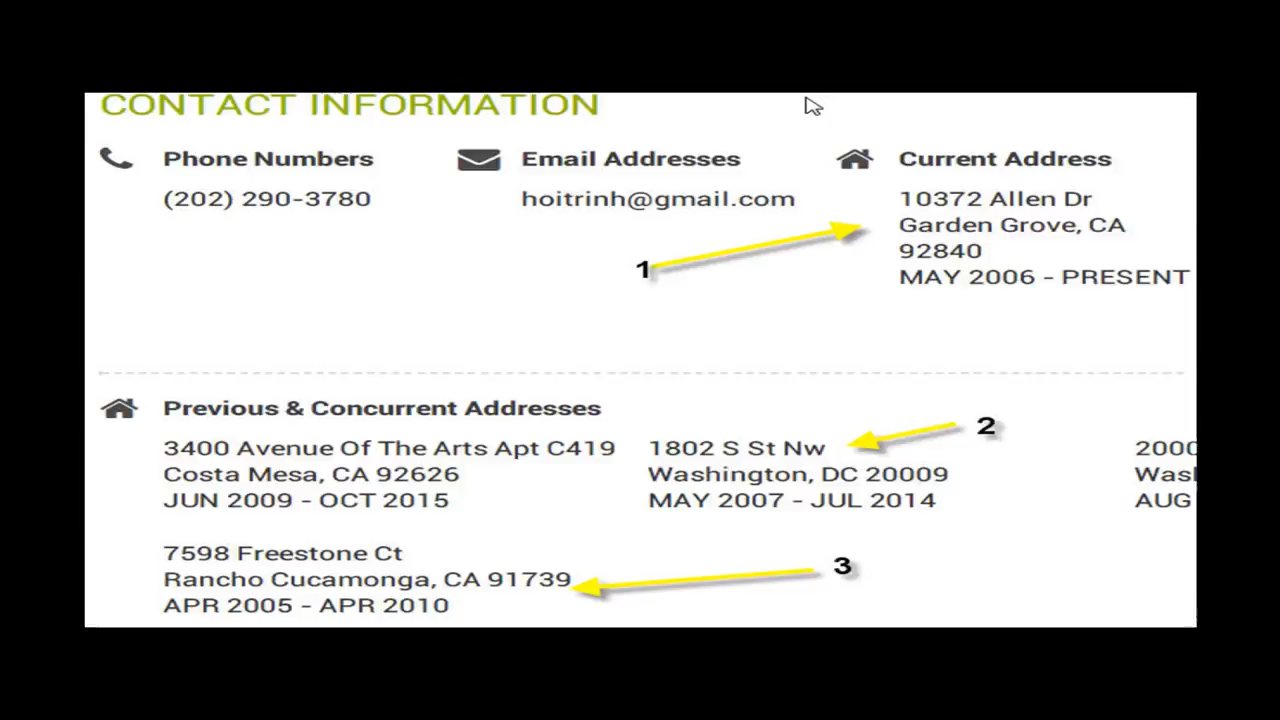 CONTACT INFORMATION
Phone Numbers
(202) 290-3780
Email Addresses
hoitrinh@gmail.com
Current Address
10372 Allen Dr
Garden Grove, CA
92840
MAY 2006 - PRESENT
1
Previous & Concurrent Addresses
3400 Avenue Of The Arts Apt C419
Costa Mesa, CA 92626
JUN 2009 - OCT 2015
1802 S St Nw
Washington, DC 20009
MAY 2007 - JUL 2014
2
2000
AUG
7598 Freestone Ct
Rancho Cucamonga, CA 91739
APR 2005 - APR 2010
3